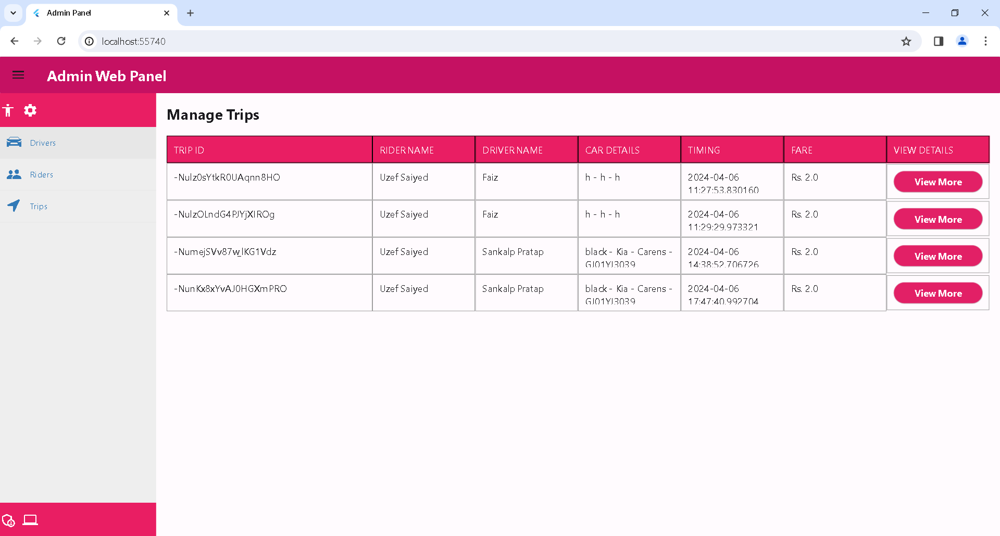 Admin Panel
localhost:55740
Admin Web Panel
Drivers
Riders
Trips
Manage Trips
TRIP ID RIDER NAME DRIVER NAME CAR DETAILS TIMING FARE VIEW DETAILS
-Nulz0sYtkR0UAqnn8HO Uzef Saiyed Faiz h - h - h 2024-04-06 Rs. 2.0 View More
11:27:53.830160
-NulzOLndG4PJYjXIROg Uzef Saiyed Faiz h - h - h 2024-04-06 Rs. 2.0 View More
11:29:29.973321
-NumejSVv87w_lKG1Vdz Uzef Saiyed Sankalp Pratap black - Kia - Carens - 2024-04-06 Rs. 2.0 View More
GJ01YJ3039 14:38:52.706726
-NunKx8xYvAJ0HGXmPRO Uzef Saiyed Sankalp Pratap black - Kia - Carens - 2024-04-06 Rs. 2.0 View More
GJ01YJ3039 17:47:40.992704